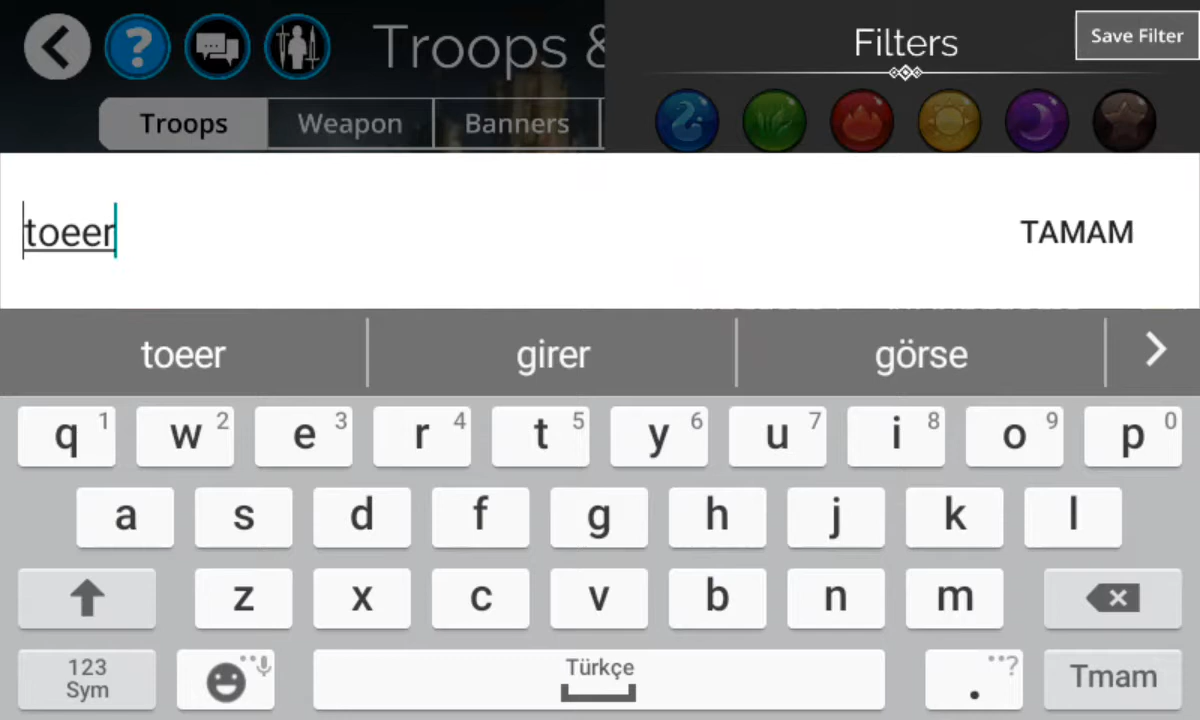 Troops &
Filters
Save Filter
Troops
Weapon
Banners
toeer
TAMAM
toeer
girer
görse
q 1
w 2
e 3
r 4
t 5
y 6
u 7
i 8
o 9
p 0
a
s
d
f
g
h
j
k
l
z
x
c
v
b
n
m
123
Sym
Türkçe
. ?
Tmam